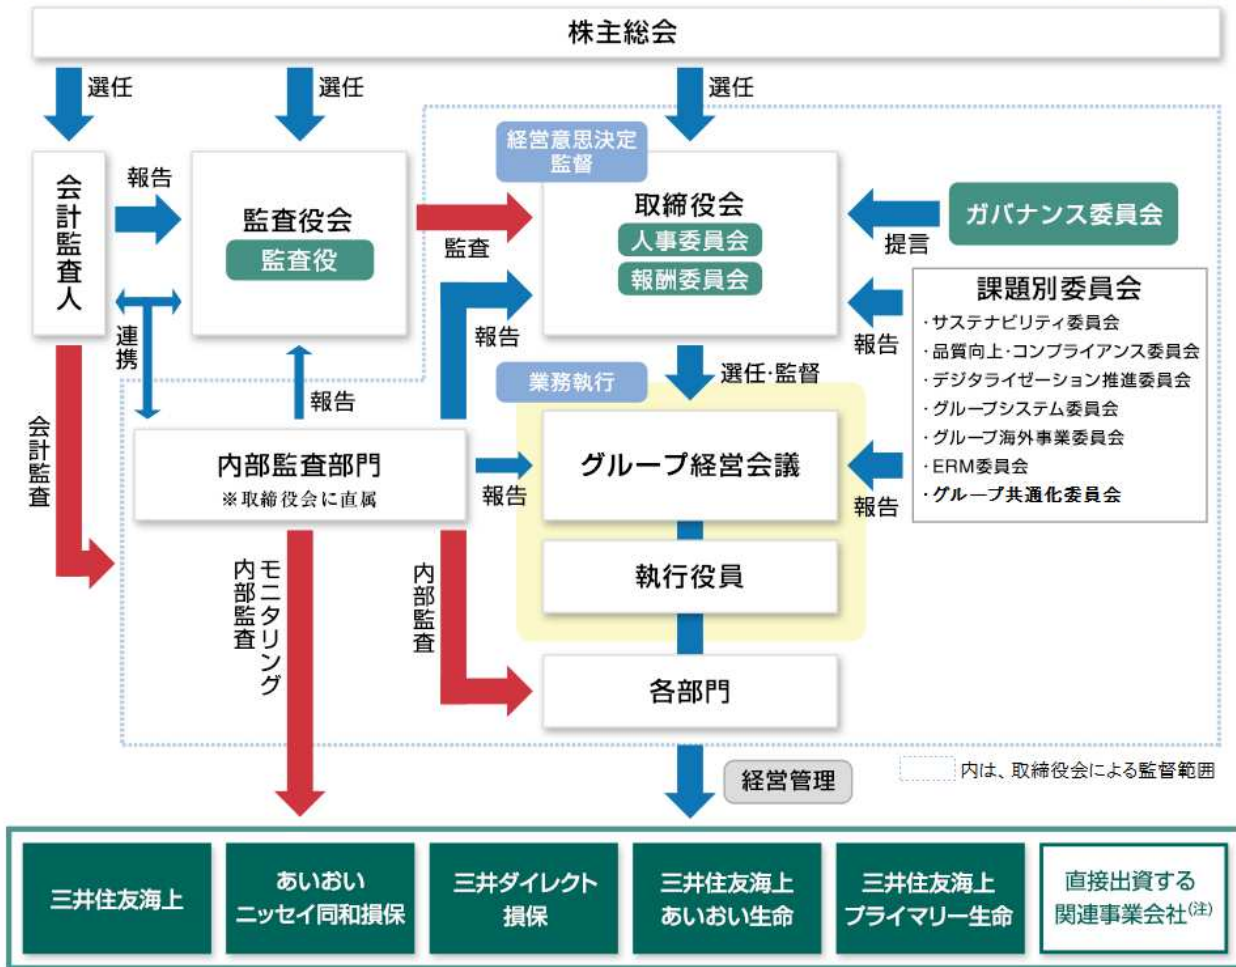 株主総会
選任
選任
選任
会計監査人
報告
監査役会
監査役
監査
経営意思決定
監督
取締役会
人事委員会
報酬委員会
提言
ガバナンス委員会
課題別委員会
・サステナビリティ委員会
・品質向上・コンプライアンス委員会
・デジタライゼーション推進委員会
・グループシステム委員会
・グループ海外事業委員会
・ERM委員会
・グループ共通化委員会
報告
報告
連携
報告
報告
選任・監督
業務執行
会計監査
内部監査部門
※取締役会に直属
報告
グループ経営会議
執行役員
モニタリング
内部監査
内部監査
各部門
経営管理
内は、取締役会による監督範囲
三井住友海上
あいおい
ニッセイ同和損保
三井ダイレクト
損保
三井住友海上
あいおい生命
三井住友海上
プライマリー生命
直接出資する
関連事業会社(注)